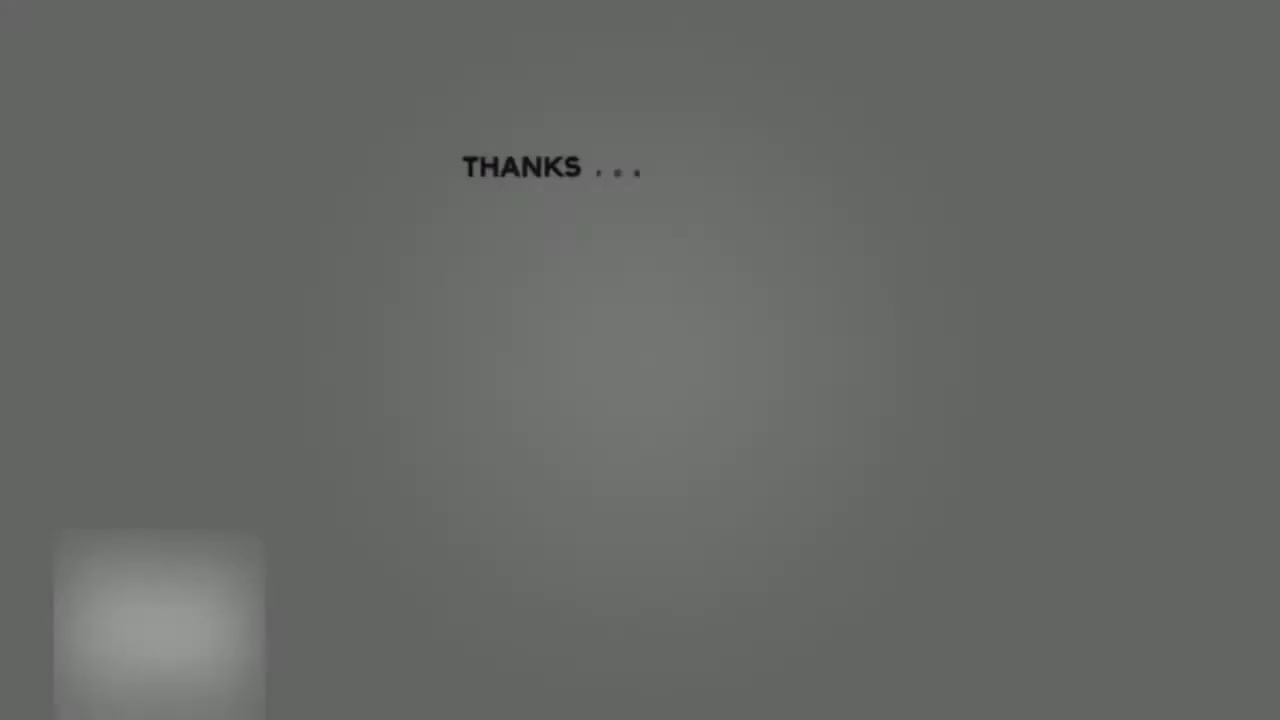 THANKS . . .